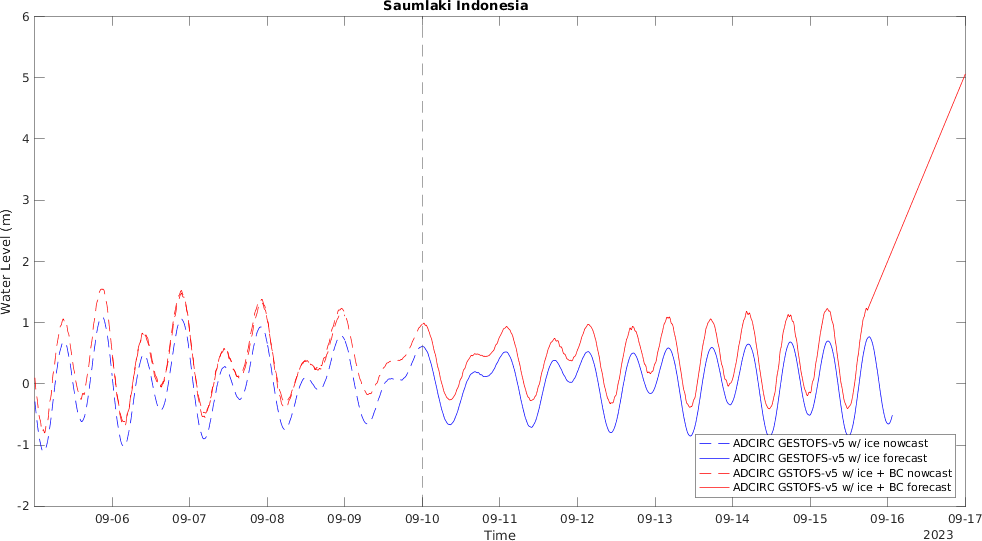 Saumlaki Indonesia
6
5
4
3
2
1
0
-1
-2
Water Level (m)
ADCIRC GESTOFS-v5 w/ ice nowcast
ADCIRC GESTOFS-v5 w/ ice forecast
ADCIRC GSTOFS-v5 w/ ice + BC nowcast
ADCIRC GSTOFS-v5 w/ ice + BC forecast
09-06 09-07 09-08 09-09 09-10 09-11 09-12 09-13 09-14 09-15 09-16 09-17
Time
2023